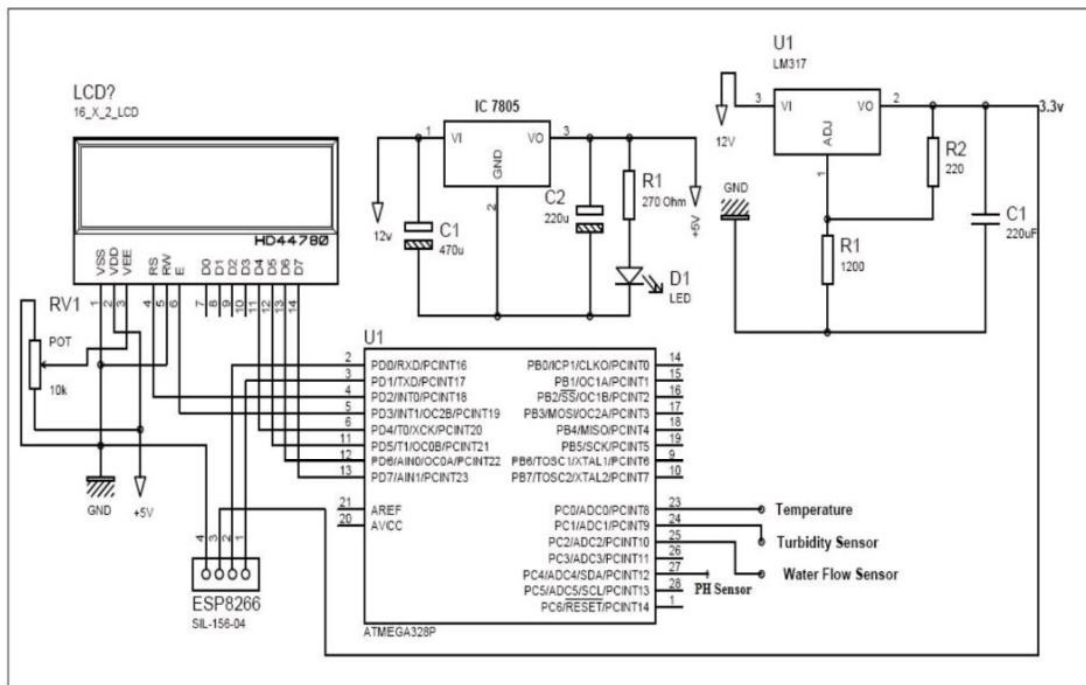 LCD?
16_X_2_LCD
HD44780
VSS
VDD
VEE
RS
RW
E
D0
D1
D2
D3
D4
D5
D6
D7
1
2
3
4
5
6
7
8
9
10
11
12
13
14
RV1
POT
10k
GND
+5V
4
3
2
1
ESP8266
SIL-156-04
IC 7805
1 VI VO 3
GND
2
12v
C1
470u
C2
220u
R1
270 Ohm
+5V
D1
LED
U1
LM317
3 VI VO 2
ADJ
1
12V
3.3v
GND
R2
220
R1
1200
C1
220uF
U1
2 PD0/RXD/PCINT16 PB0/ICP1/CLKO/PCINT0 14
3 PD1/TXD/PCINT17 PB1/OC1A/PCINT1 15
4 PD2/INT0/PCINT18 PB2/SS/OC1B/PCINT2 16
5 PD3/INT1/OC2B/PCINT19 PB3/MOSI/OC2A/PCINT3 17
6 PD4/T0/XCK/PCINT20 PB4/MISO/PCINT4 18
11 PD5/T1/OC0B/PCINT21 PB5/SCK/PCINT5 19
12 PD6/AIN0/OC0A/PCINT22 PB6/TOSC1/XTAL1/PCINT6 9
13 PD7/AIN1/PCINT23 PB7/TOSC2/XTAL2/PCINT7 10
21 AREF PC0/ADC0/PCINT8 23 Temperature
20 AVCC PC1/ADC1/PCINT9 24
Turbidity Sensor
PC2/ADC2/PCINT10 25
PC3/ADC3/PCINT11 26
Water Flow Sensor
PC4/ADC4/SDA/PCINT12 27
PH Sensor
PC5/ADC5/SCL/PCINT13 28
PC6/RESET/PCINT14 1
ATMEGA328P